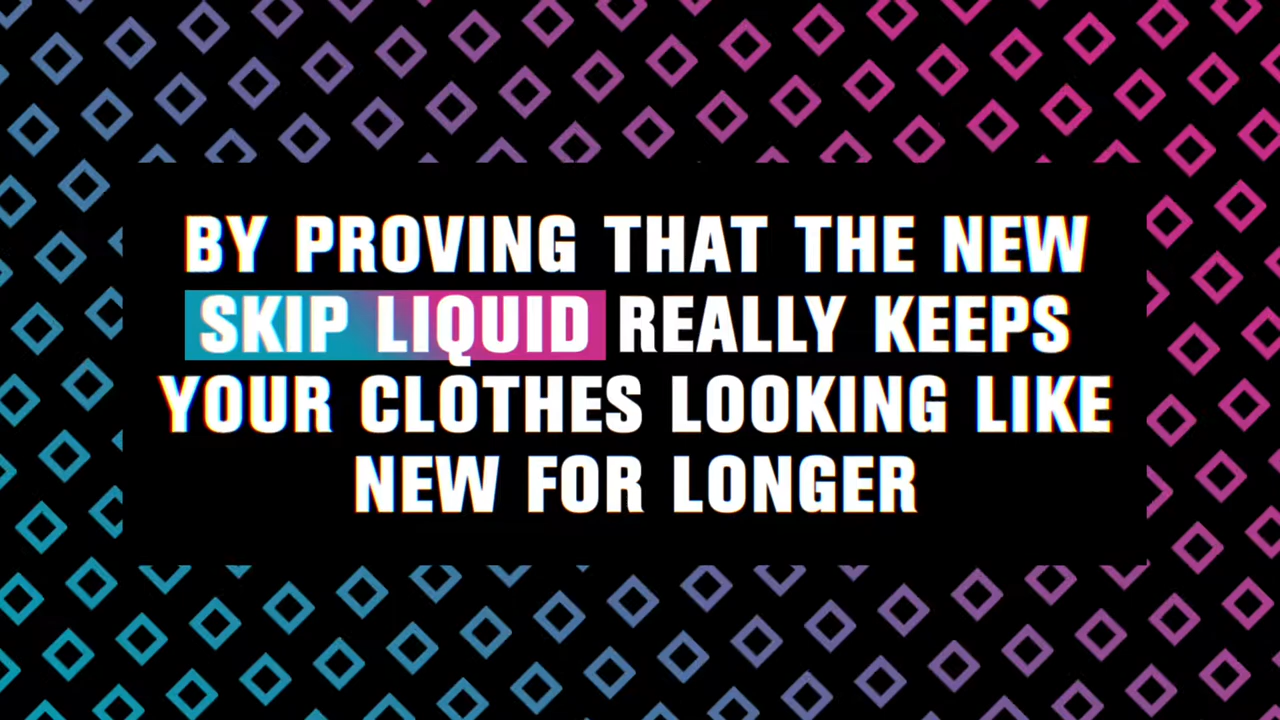 BY PROVING THAT THE NEW
SKIP LIQUID REALLY KEEPS
YOUR CLOTHES LOOKING LIKE
NEW FOR LONGER